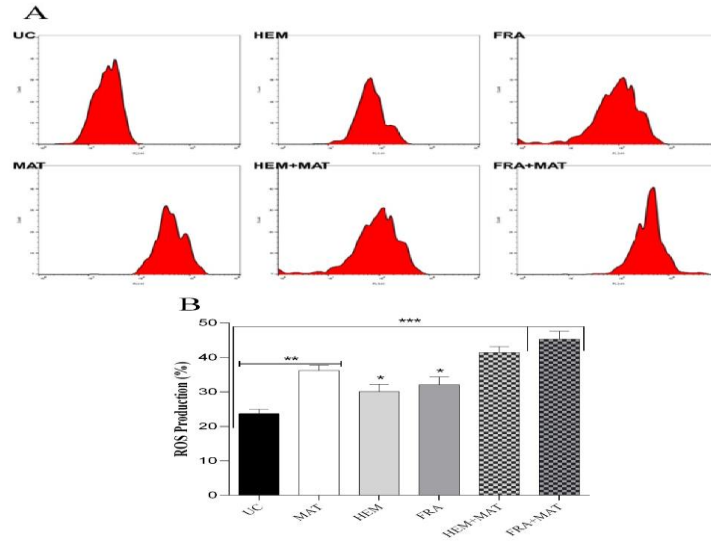 A
UC HEM FRA
MAT HEM+MAT FRA+MAT
B
***
**
*
*
50
40
30
20
10
0
ROS Production (%)
UC MAT HEM FRA HEM+MAT FRA+MAT